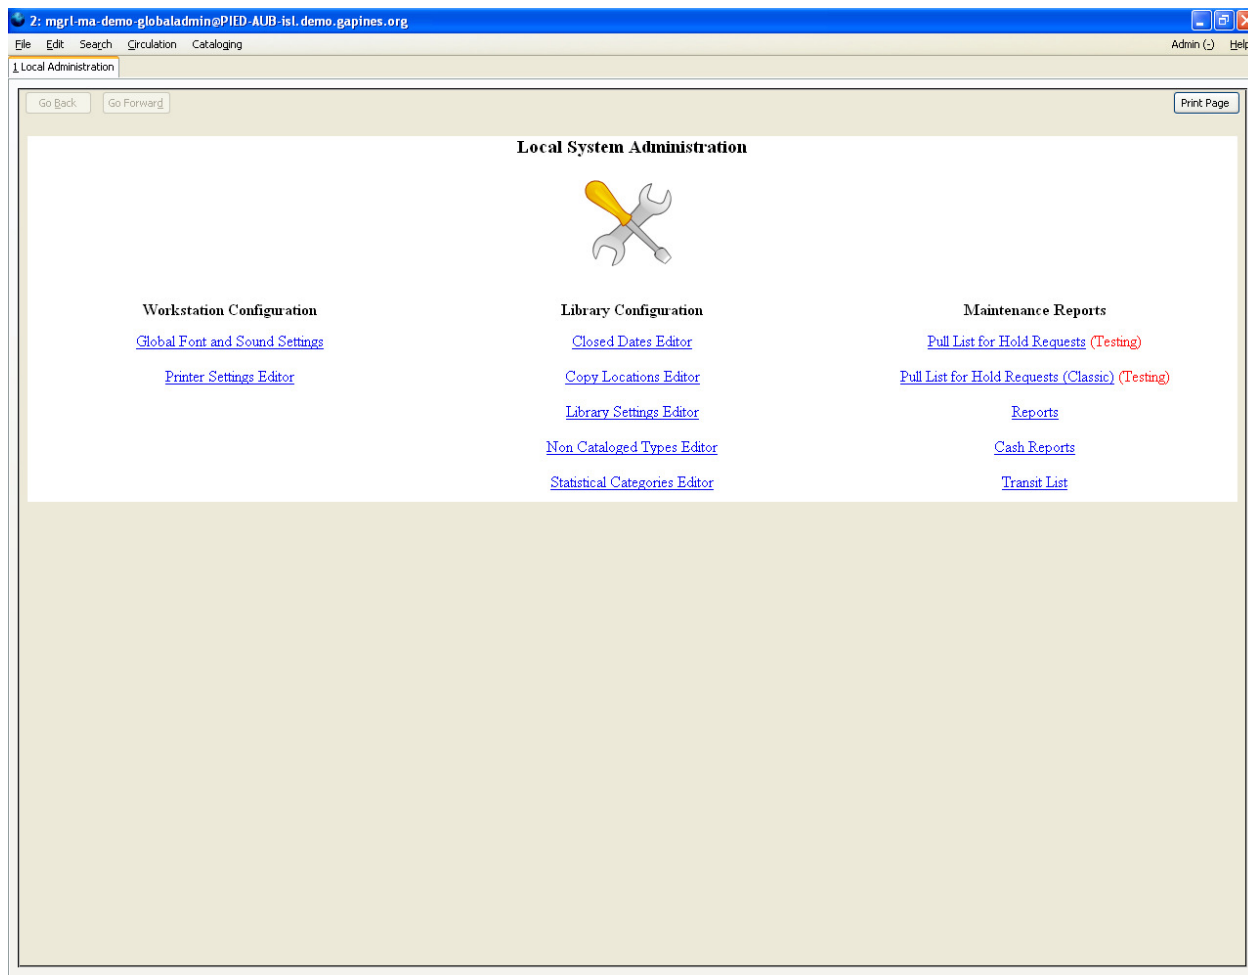 2: mgrl-ma-demo-globaladmin@PIED-AUB-isl.demo.gapines.org
File Edit Search Circulation Cataloging Admin (-) Help
1 Local Administration
Go Back Go Forward Print Page
Local System Administration
Workstation Configuration Library Configuration Maintenance Reports
Global Font and Sound Settings Closed Dates Editor Pull List for Hold Requests (Testing)
Printer Settings Editor Copy Locations Editor Pull List for Hold Requests (Classic) (Testing)
Library Settings Editor Reports
Non Cataloged Types Editor Cash Reports
Statistical Categories Editor Transit List